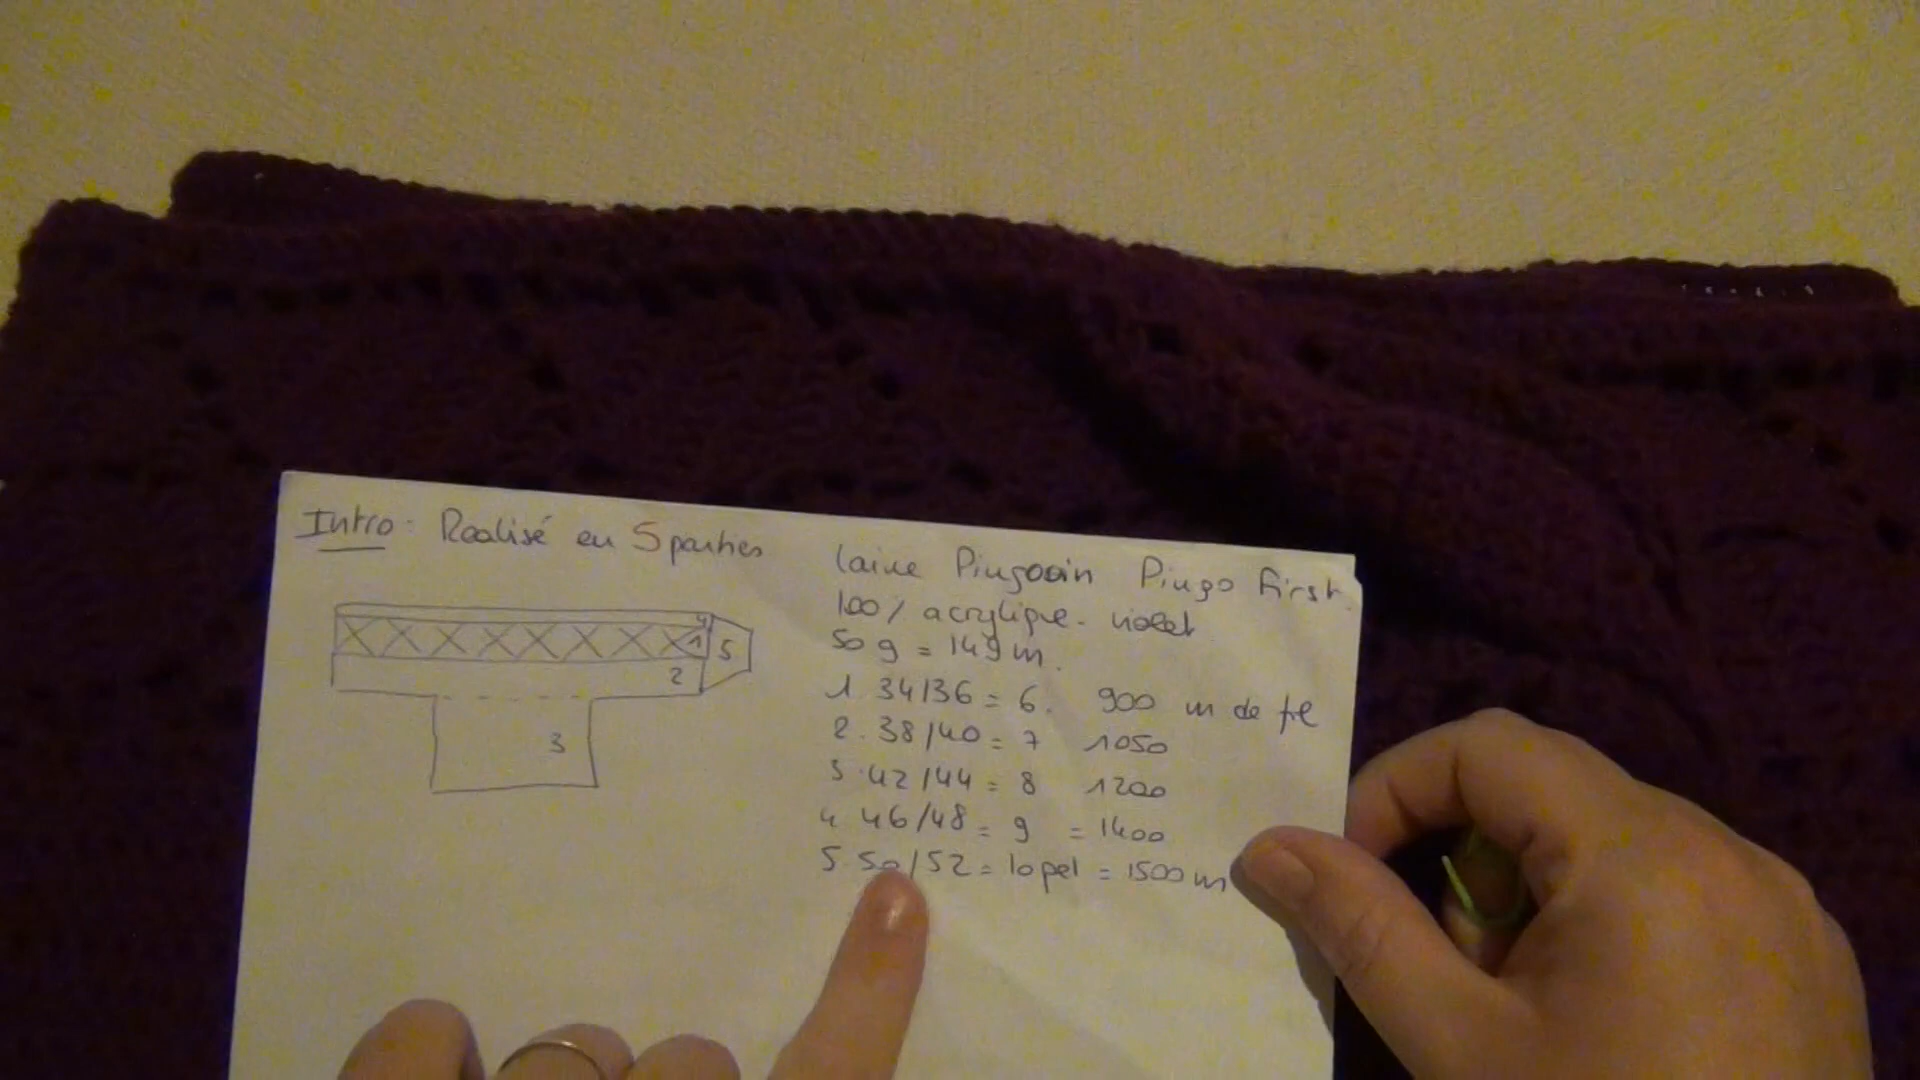 Intro : Realisé en 5 parties
laine Pingouin Pingo First.
100% acrylique - violet
50 g = 149 m.
1. 34/36 = 6. 900 m de fil
2. 38/40 = 7 1050
3. 42/44 = 8 1200
4 46/48 = 9 = 1400
5. 50/52 = 10 pel = 1500 m
4
1
5
2
3